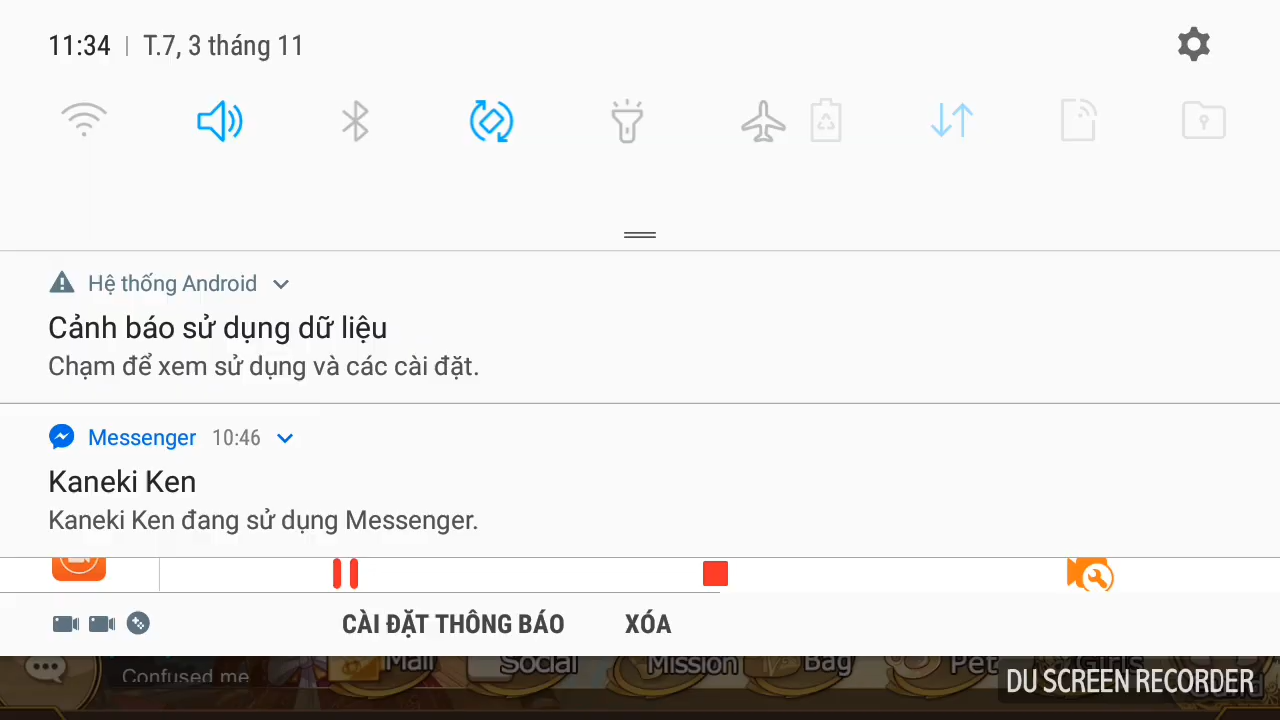 11:34 | T.7, 3 tháng 11
Hệ thống Android
Cảnh báo sử dụng dữ liệu
Chạm để xem sử dụng và các cài đặt.
Messenger 10:46
Kaneki Ken
Kaneki Ken đang sử dụng Messenger.
CÀI ĐẶT THÔNG BÁO XÓA
Mail Social Mission Bag Pet Girls
Confused me
Guild
DU SCREEN RECORDER